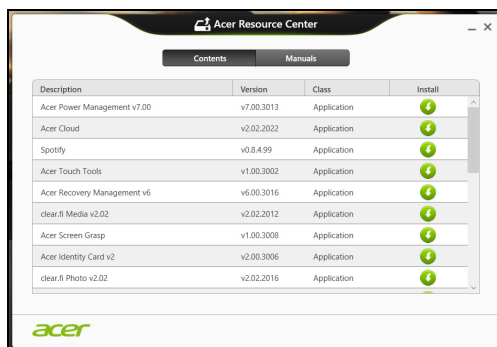 Acer Resource Center
Contents Manuals
Description Version Class Install
Acer Power Management v7.00 v7.00.3013 Application
Acer Cloud v2.02.2022 Application
Spotify v0.8.4.99 Application
Acer Touch Tools v1.00.3002 Application
Acer Recovery Management v6 v6.00.3016 Application
clear.fi Media v2.02 v2.02.2012 Application
Acer Screen Grasp v1.00.3008 Application
Acer Identity Card v2 v2.00.3006 Application
clear.fi Photo v2.02 v2.02.2016 Application
acer